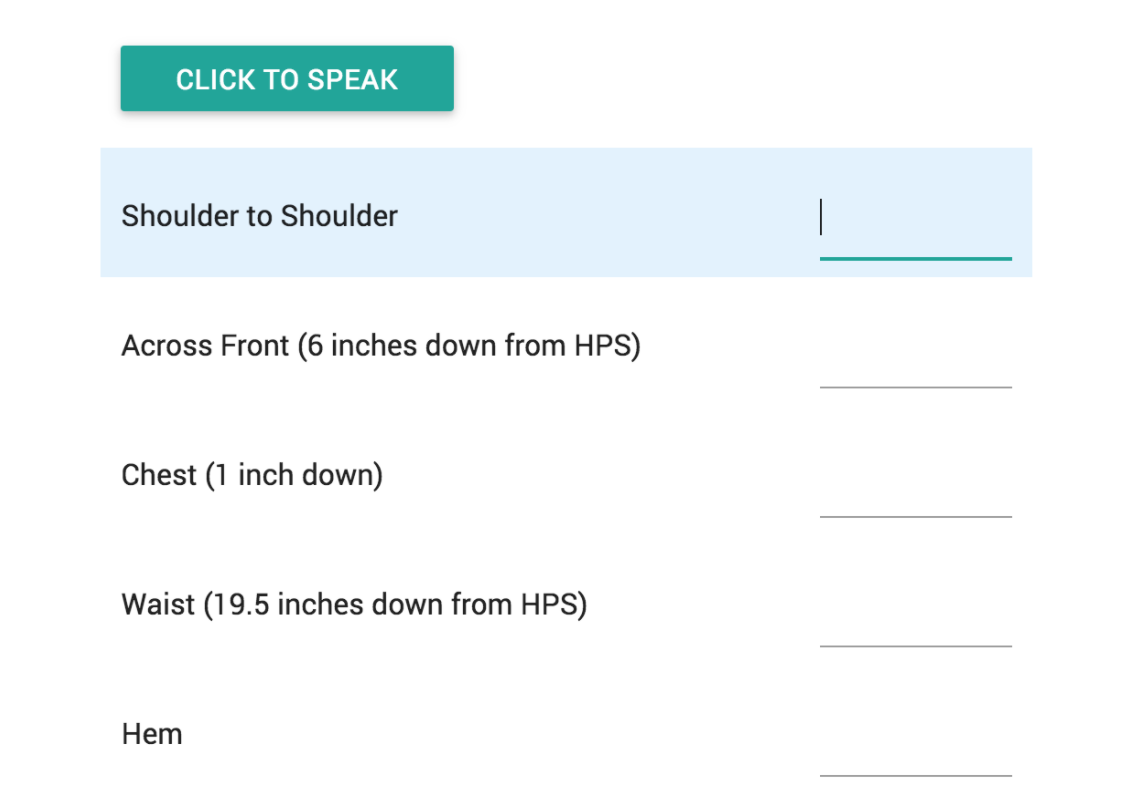 CLICK TO SPEAK
Shoulder to Shoulder
Across Front (6 inches down from HPS)
Chest (1 inch down)
Waist (19.5 inches down from HPS)
Hem